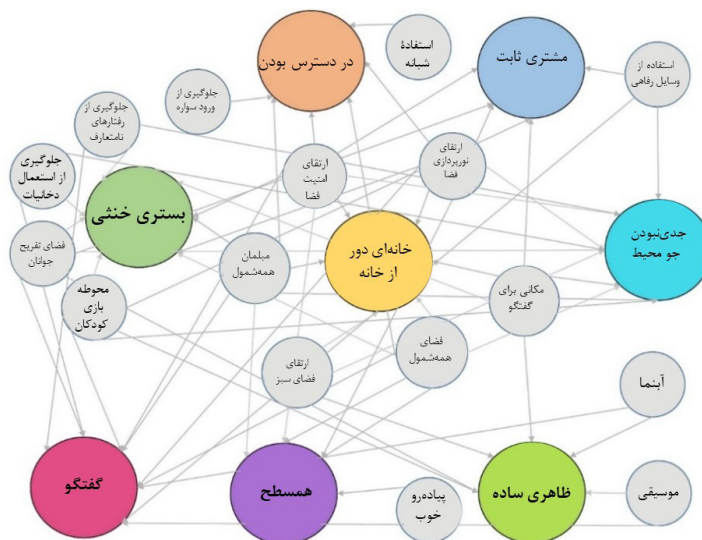 در دسترس بودن
استفادۀ
شبانه
مشتری ثابت
استفاده از
وسایل رفاهی
جلوگیری از
ورود سواره
جلوگیری از
رفتارهای
نامتعارف
جلوگیری
از استعمال
دخانیات
بستری خنثی
ارتقای
امنیت
فضا
ارتقای
نورپردازی
فضا
فضای تفریح
جوانان
محوطه
بازی
کودکان
مبلمان
همه‌شمول
خانه‌ای دور
از خانه
مکانی برای
گفتگو
جدی‌نبودن
جو محیط
ارتقای
فضای سبز
فضای
همه‌شمول
آبنما
گفتگو
همسطح
پیاده‌رو
خوب
ظاهری ساده
موسیقی